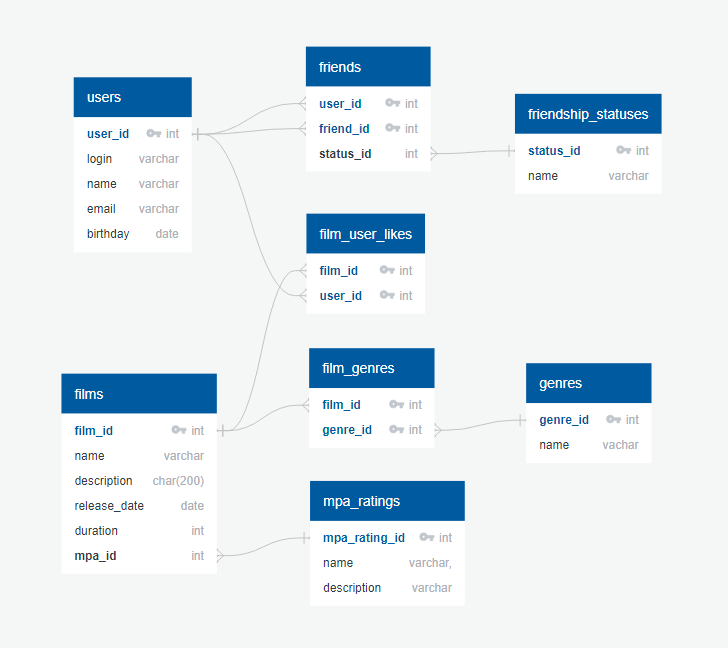 users
user_id int
login varchar
name varchar
email varchar
birthday date
friends
user_id int
friend_id int
status_id int
friendship_statuses
status_id int
name varchar
film_user_likes
film_id int
user_id int
films
film_id int
name varchar
description char(200)
release_date date
duration int
mpa_id int
film_genres
film_id int
genre_id int
genres
genre_id int
name vachar
mpa_ratings
mpa_rating_id int
name varchar,
description varchar